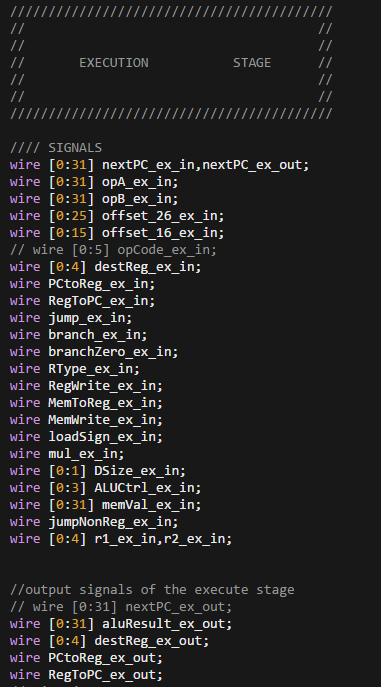 //////////////////////////////////////////
// //
// //
// EXECUTION STAGE //
// //
// //
//////////////////////////////////////////
//// SIGNALS
wire [0:31] nextPC_ex_in,nextPC_ex_out;
wire [0:31] opA_ex_in;
wire [0:31] opB_ex_in;
wire [0:25] offset_26_ex_in;
wire [0:15] offset_16_ex_in;
// wire [0:5] opCode_ex_in;
wire [0:4] destReg_ex_in;
wire PCtoReg_ex_in;
wire RegToPC_ex_in;
wire jump_ex_in;
wire branch_ex_in;
wire branchZero_ex_in;
wire RType_ex_in;
wire RegWrite_ex_in;
wire MemToReg_ex_in;
wire MemWrite_ex_in;
wire loadSign_ex_in;
wire mul_ex_in;
wire [0:1] DSize_ex_in;
wire [0:3] ALUCtrl_ex_in;
wire [0:31] memVal_ex_in;
wire jumpNonReg_ex_in;
wire [0:4] r1_ex_in,r2_ex_in;
//output signals of the execute stage
// wire [0:31] nextPC_ex_out;
wire [0:31] aluResult_ex_out;
wire [0:4] destReg_ex_out;
wire PCtoReg_ex_out;
wire RegToPC_ex_out;